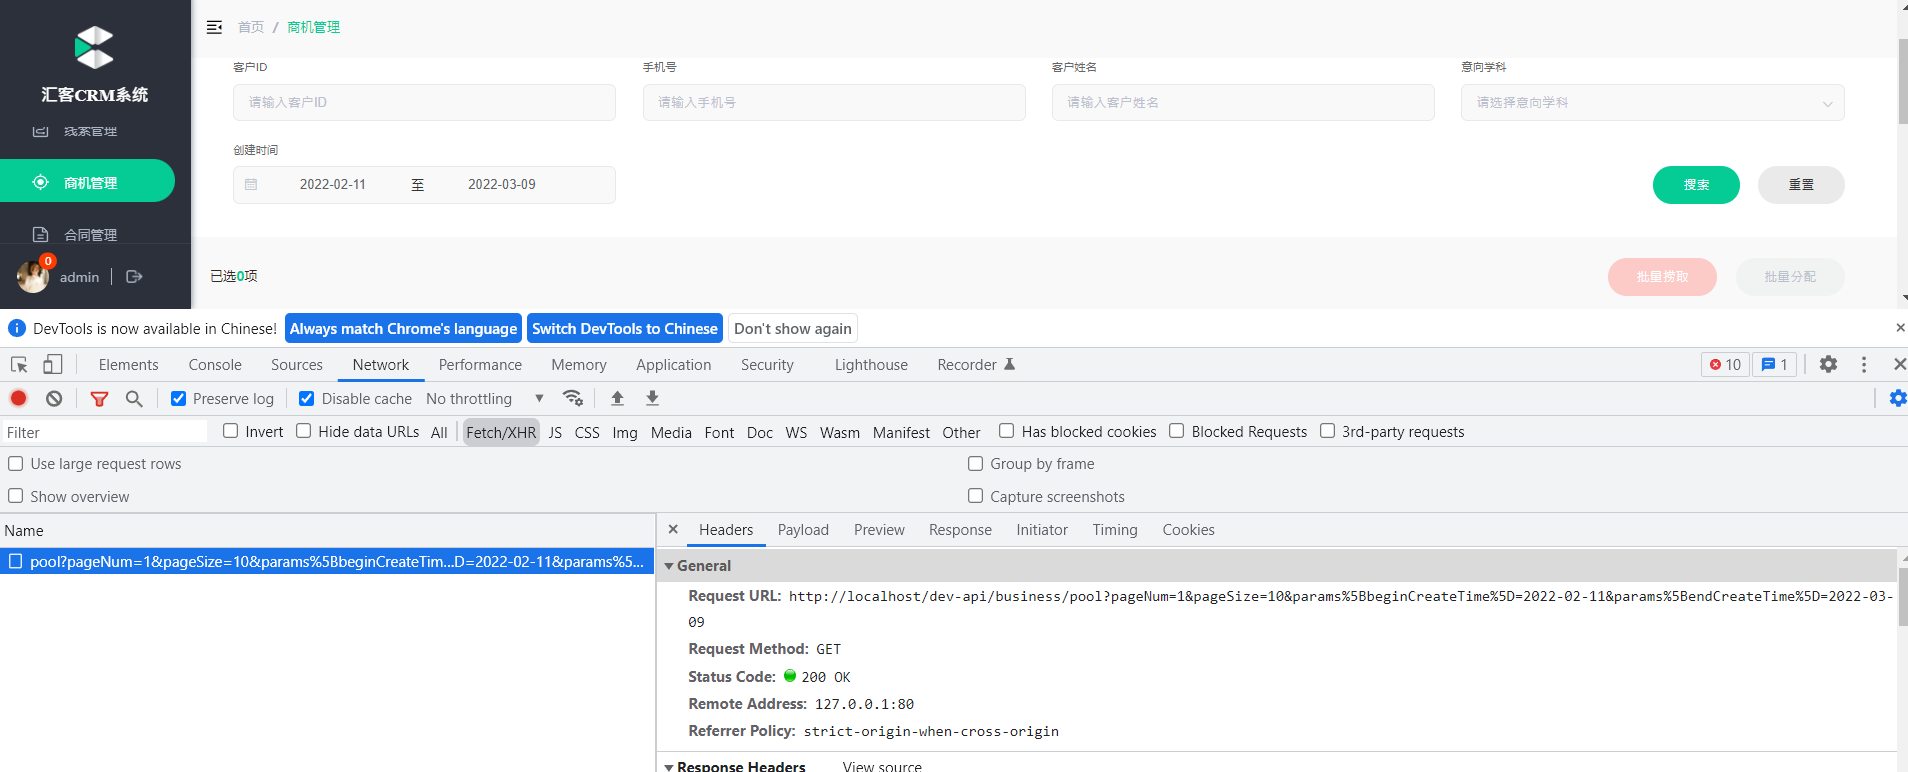 首页 / 商机管理
汇客CRM系统
线索管理
商机管理
合同管理
0
admin
客户ID
手机号
客户姓名
意向学科
请输入客户ID
请输入手机号
请输入客户姓名
请选择意向学科
创建时间
2022-02-11 至 2022-03-09
搜索
重置
已选0项
批量捞取
批量分配
DevTools is now available in Chinese! Always match Chrome's language Switch DevTools to Chinese Don't show again
Elements Console Sources Network Performance Memory Application Security Lighthouse Recorder 10 1
Preserve log Disable cache No throttling
Filter Invert Hide data URLs All Fetch/XHR JS CSS Img Media Font Doc WS Wasm Manifest Other Has blocked cookies Blocked Requests 3rd-party requests
Use large request rows Group by frame
Show overview Capture screenshots
Name
pool?pageNum=1&pageSize=10&params%5BbeginCreateTim...D=2022-02-11&params%5...
Headers Payload Preview Response Initiator Timing Cookies
General
Request URL: http://localhost/dev-api/business/pool?pageNum=1&pageSize=10&params%5BbeginCreateTime%5D=2022-02-11&params%5BendCreateTime%5D=2022-03-
09
Request Method: GET
Status Code: 200 OK
Remote Address: 127.0.0.1:80
Referrer Policy: strict-origin-when-cross-origin
Response Headers View source